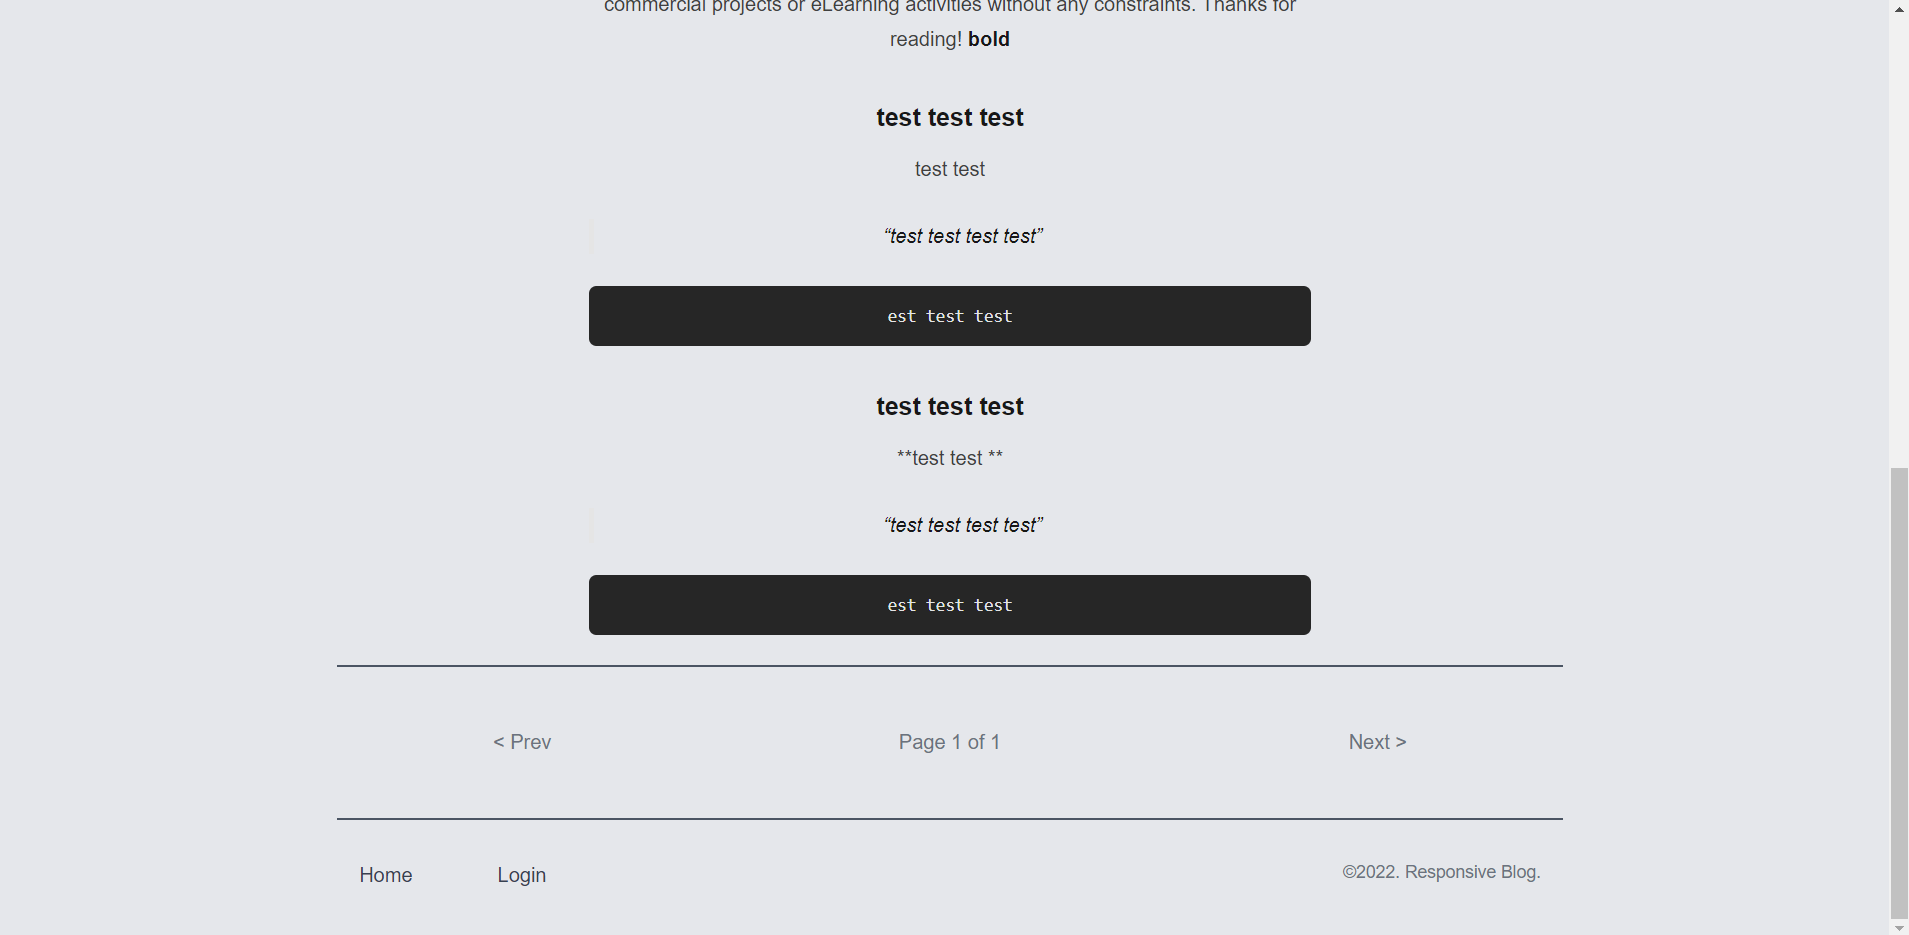 commercial projects or eLearning activities without any constraints. Thanks for
reading! bold
test test test
test test
“test test test test”
est test test
test test test
**test test **
“test test test test”
est test test
< Prev
Page 1 of 1
Next >
Home
Login
©2022. Responsive Blog.